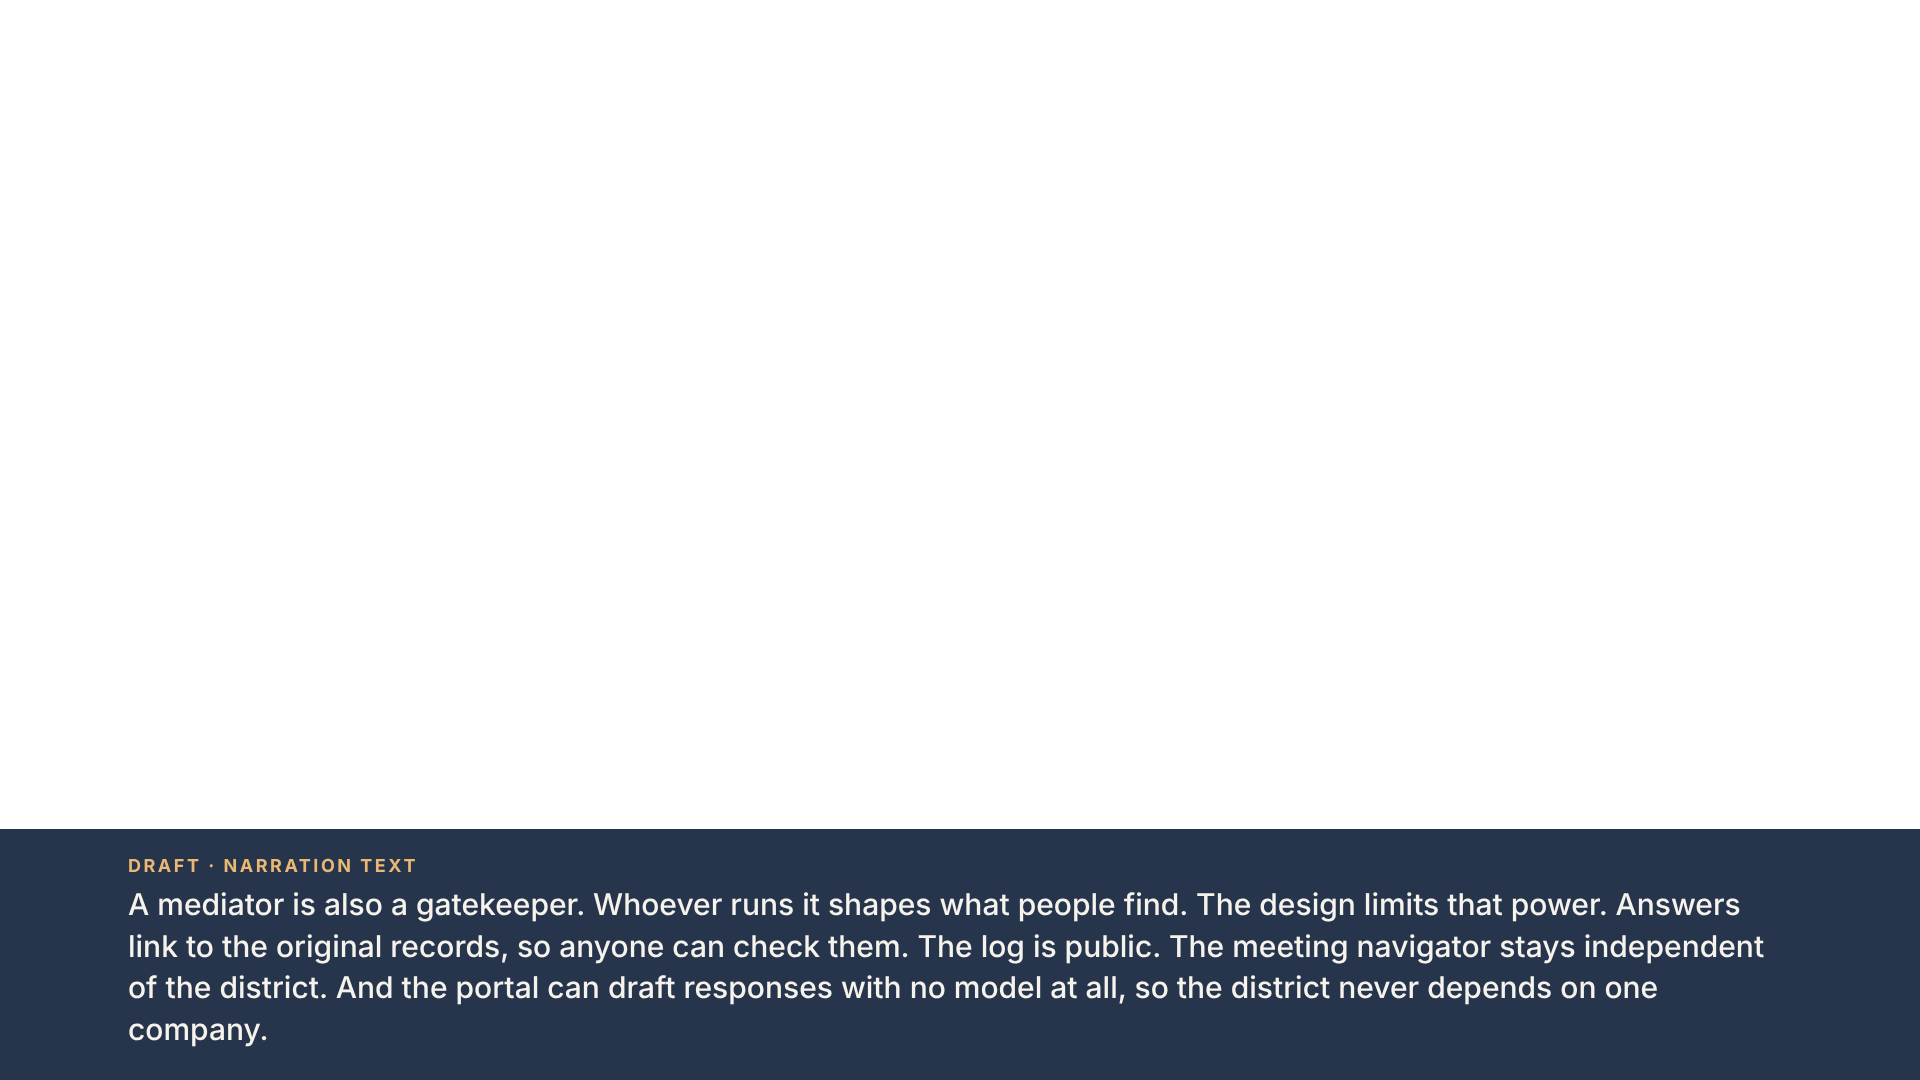 DRAFT · NARRATION TEXT
A mediator is also a gatekeeper. Whoever runs it shapes what people find. The design limits that power. Answers
link to the original records, so anyone can check them. The log is public. The meeting navigator stays independent
of the district. And the portal can draft responses with no model at all, so the district never depends on one
company.